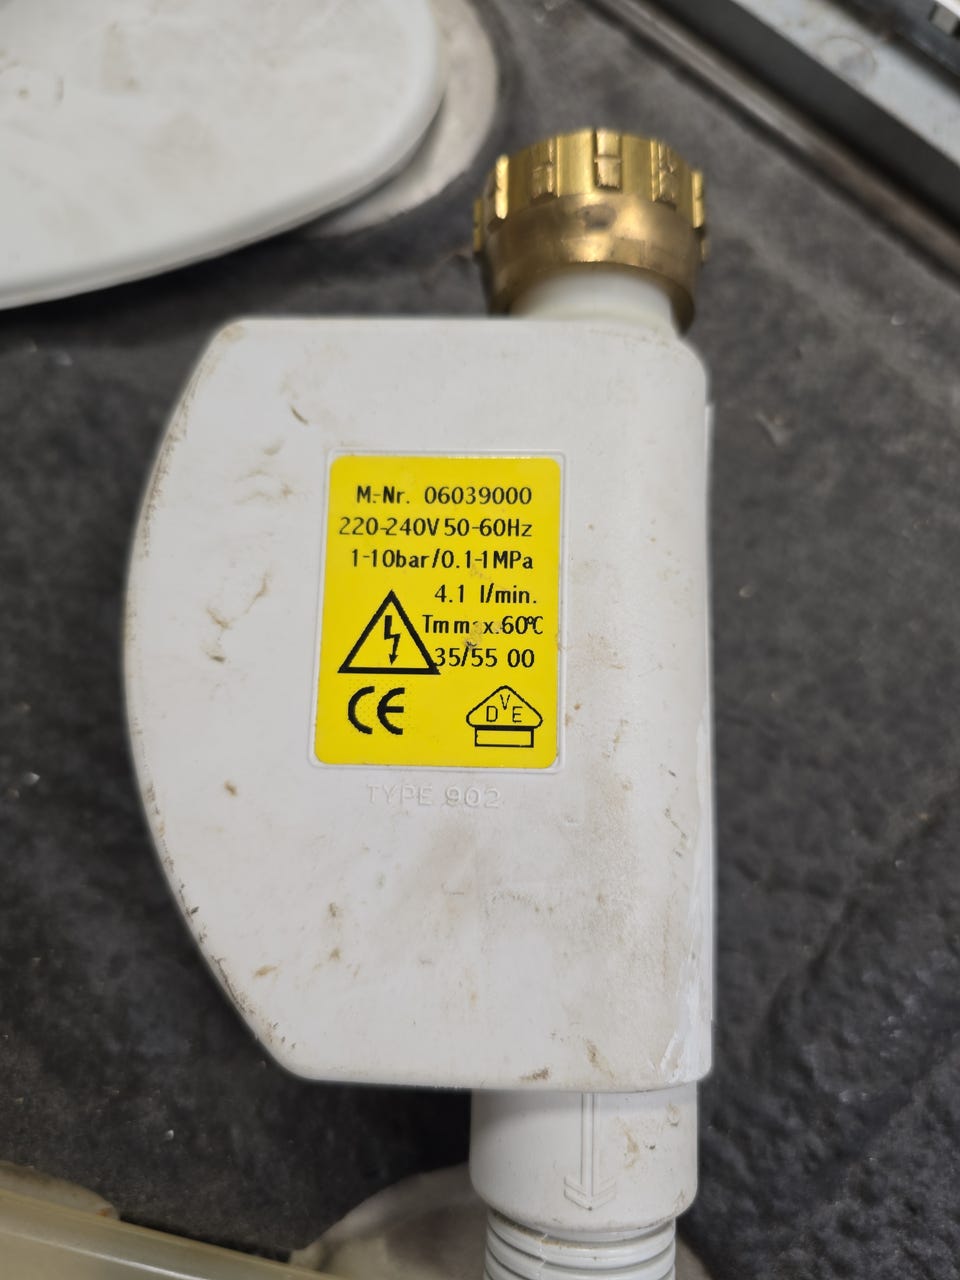 M.-Nr. 06039000
220-240V 50-60Hz
1-10bar/0.1-1MPa
4.1 l/min.
Tmmax.60°C
35/55 00
CE
DVE
TYPE 902